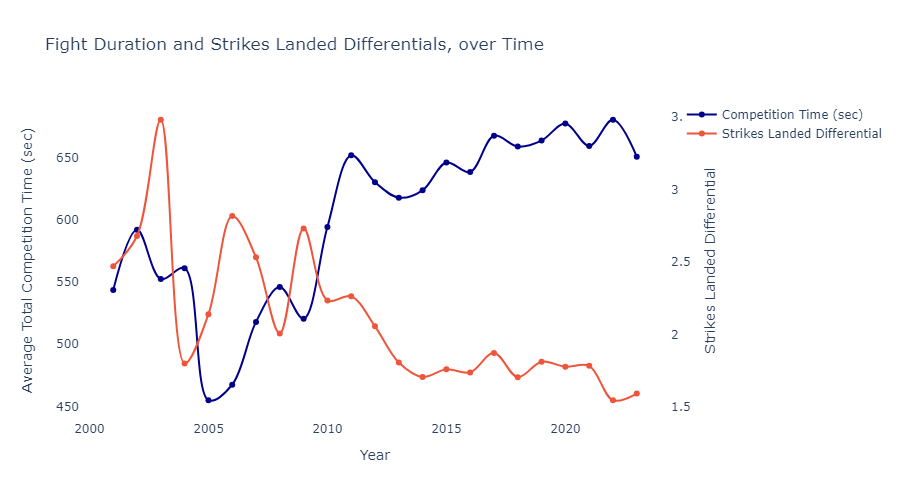 Fight Duration and Strikes Landed Differentials, over Time
Competition Time (sec)
Strikes Landed Differential
Average Total Competition Time (sec)
650
600
550
500
450
3.
3
2.5
2
1.5
Strikes Landed Differential
2000
2005
2010
2015
2020
Year